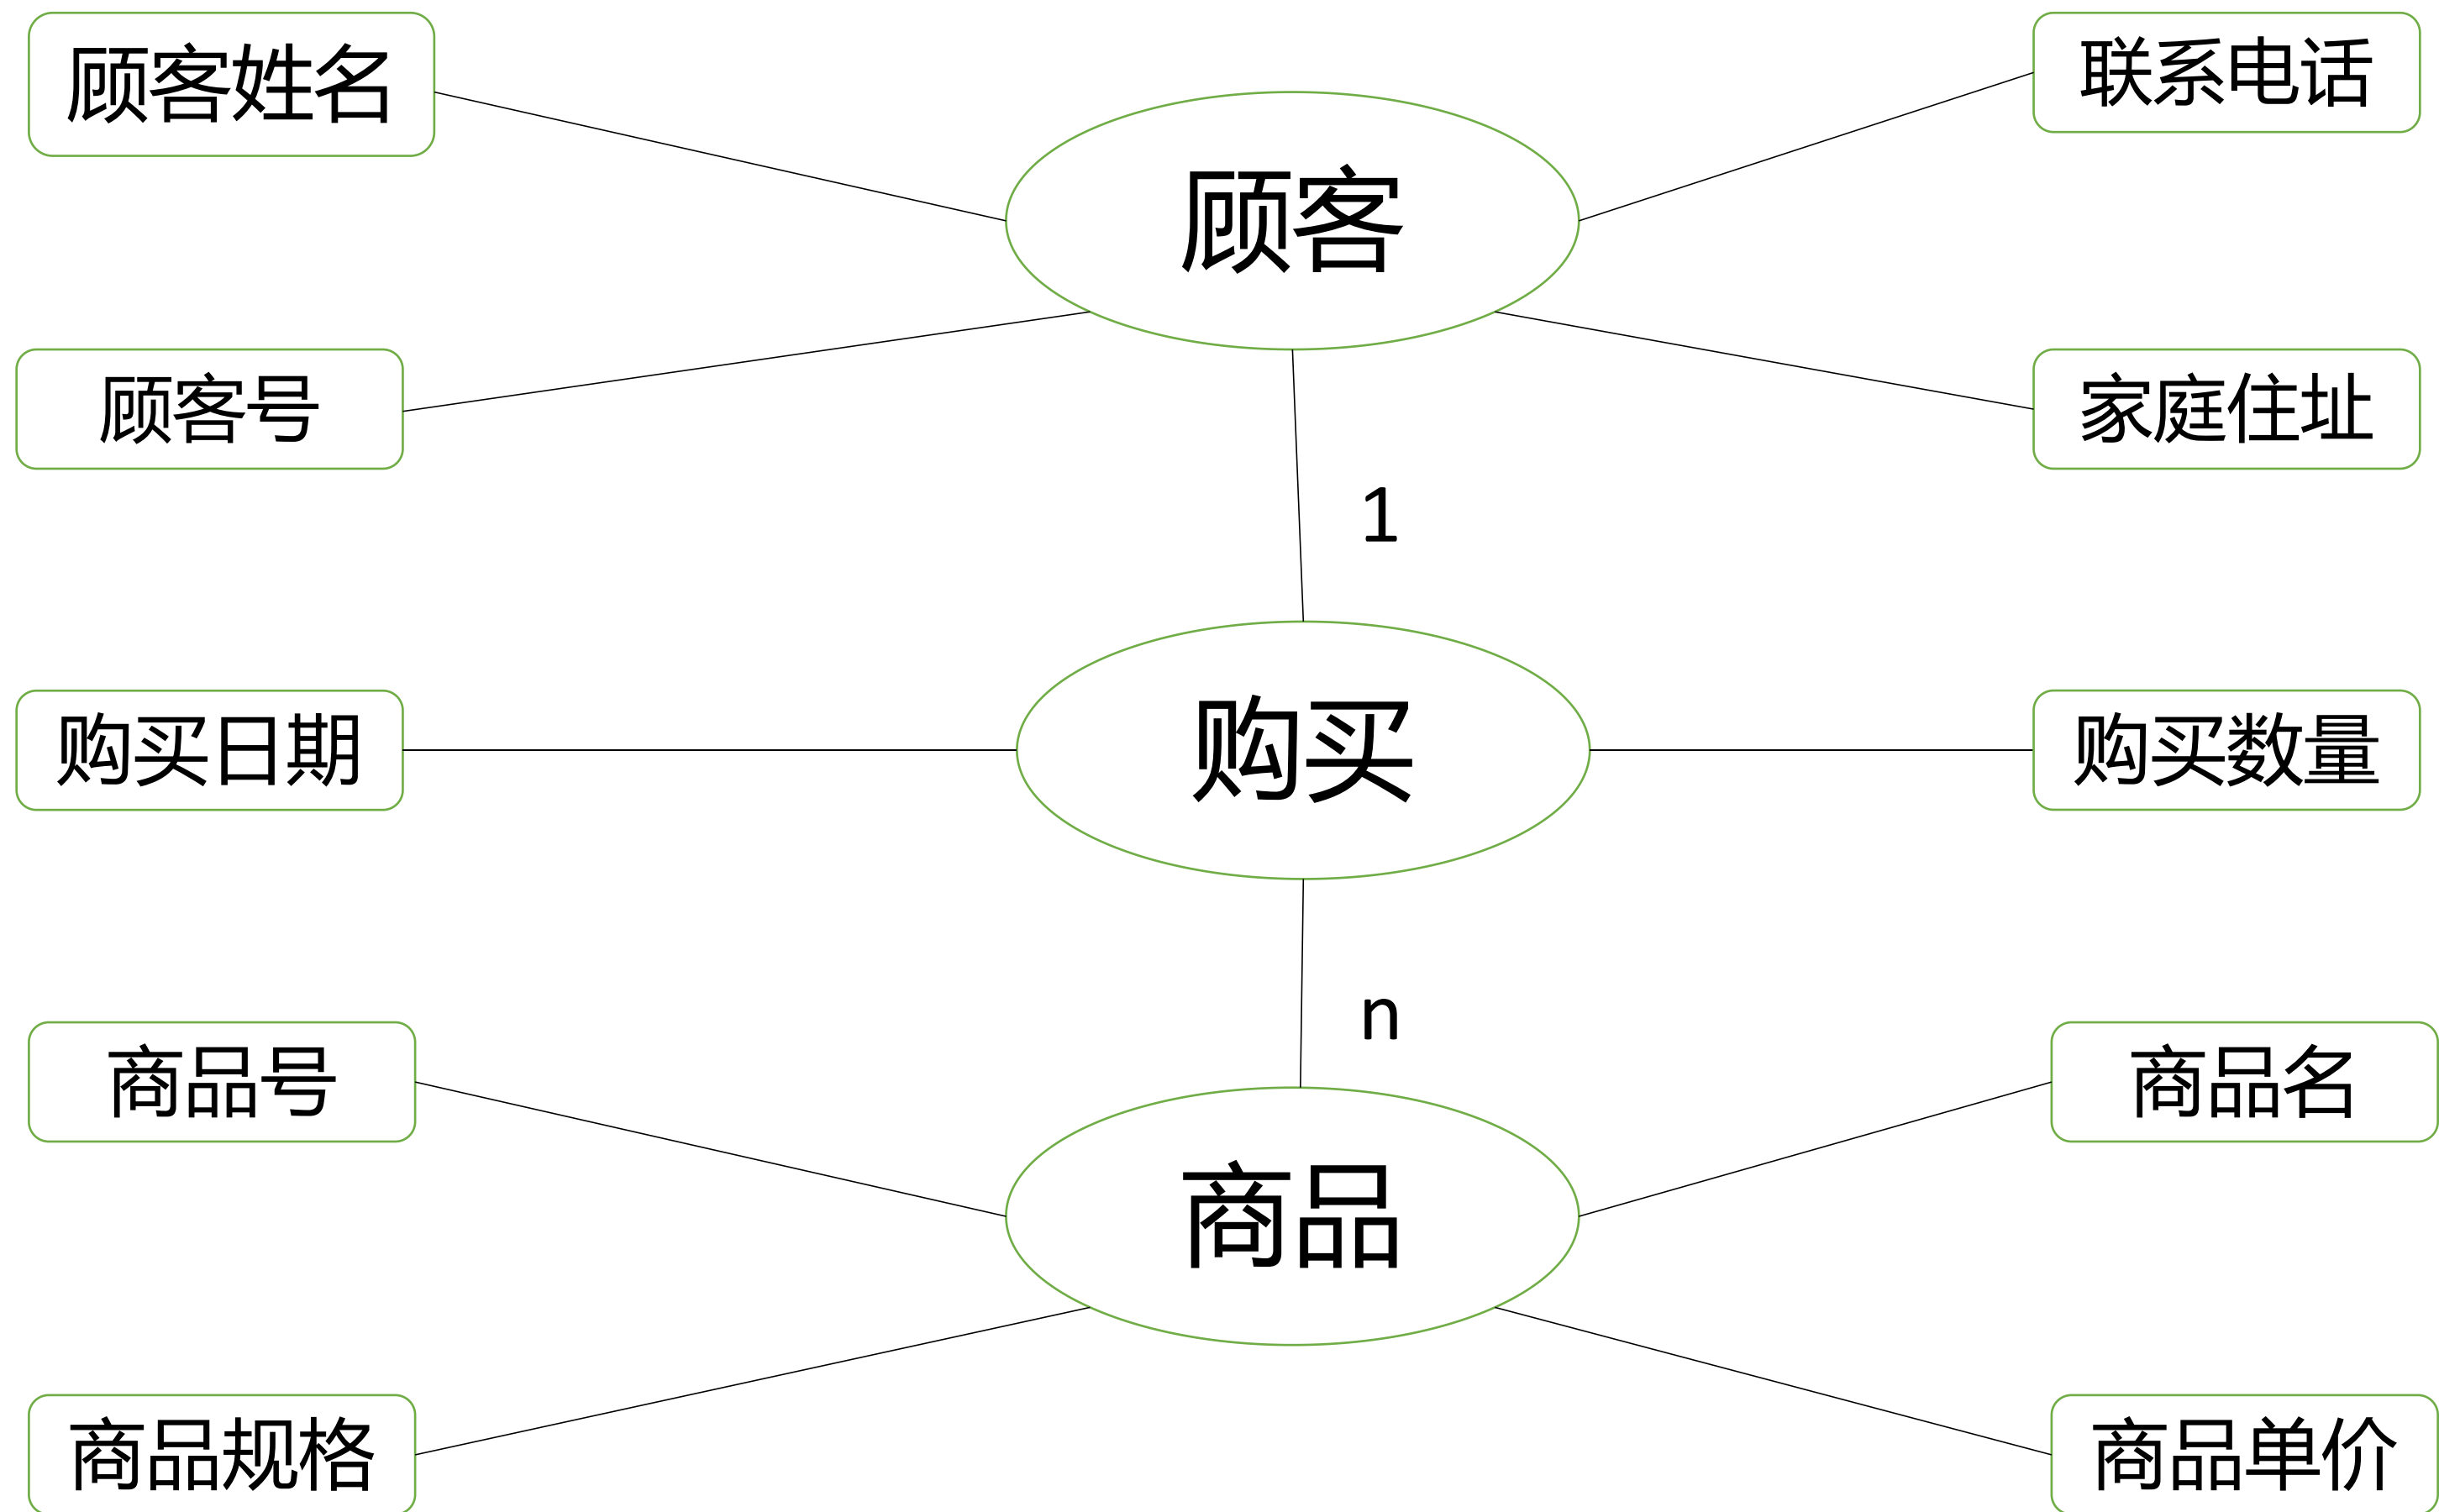 顾客姓名
联系电话
顾客
顾客号
家庭住址
1
购买日期
购买
购买数量
n
商品号
商品名
商品
商品规格
商品单价